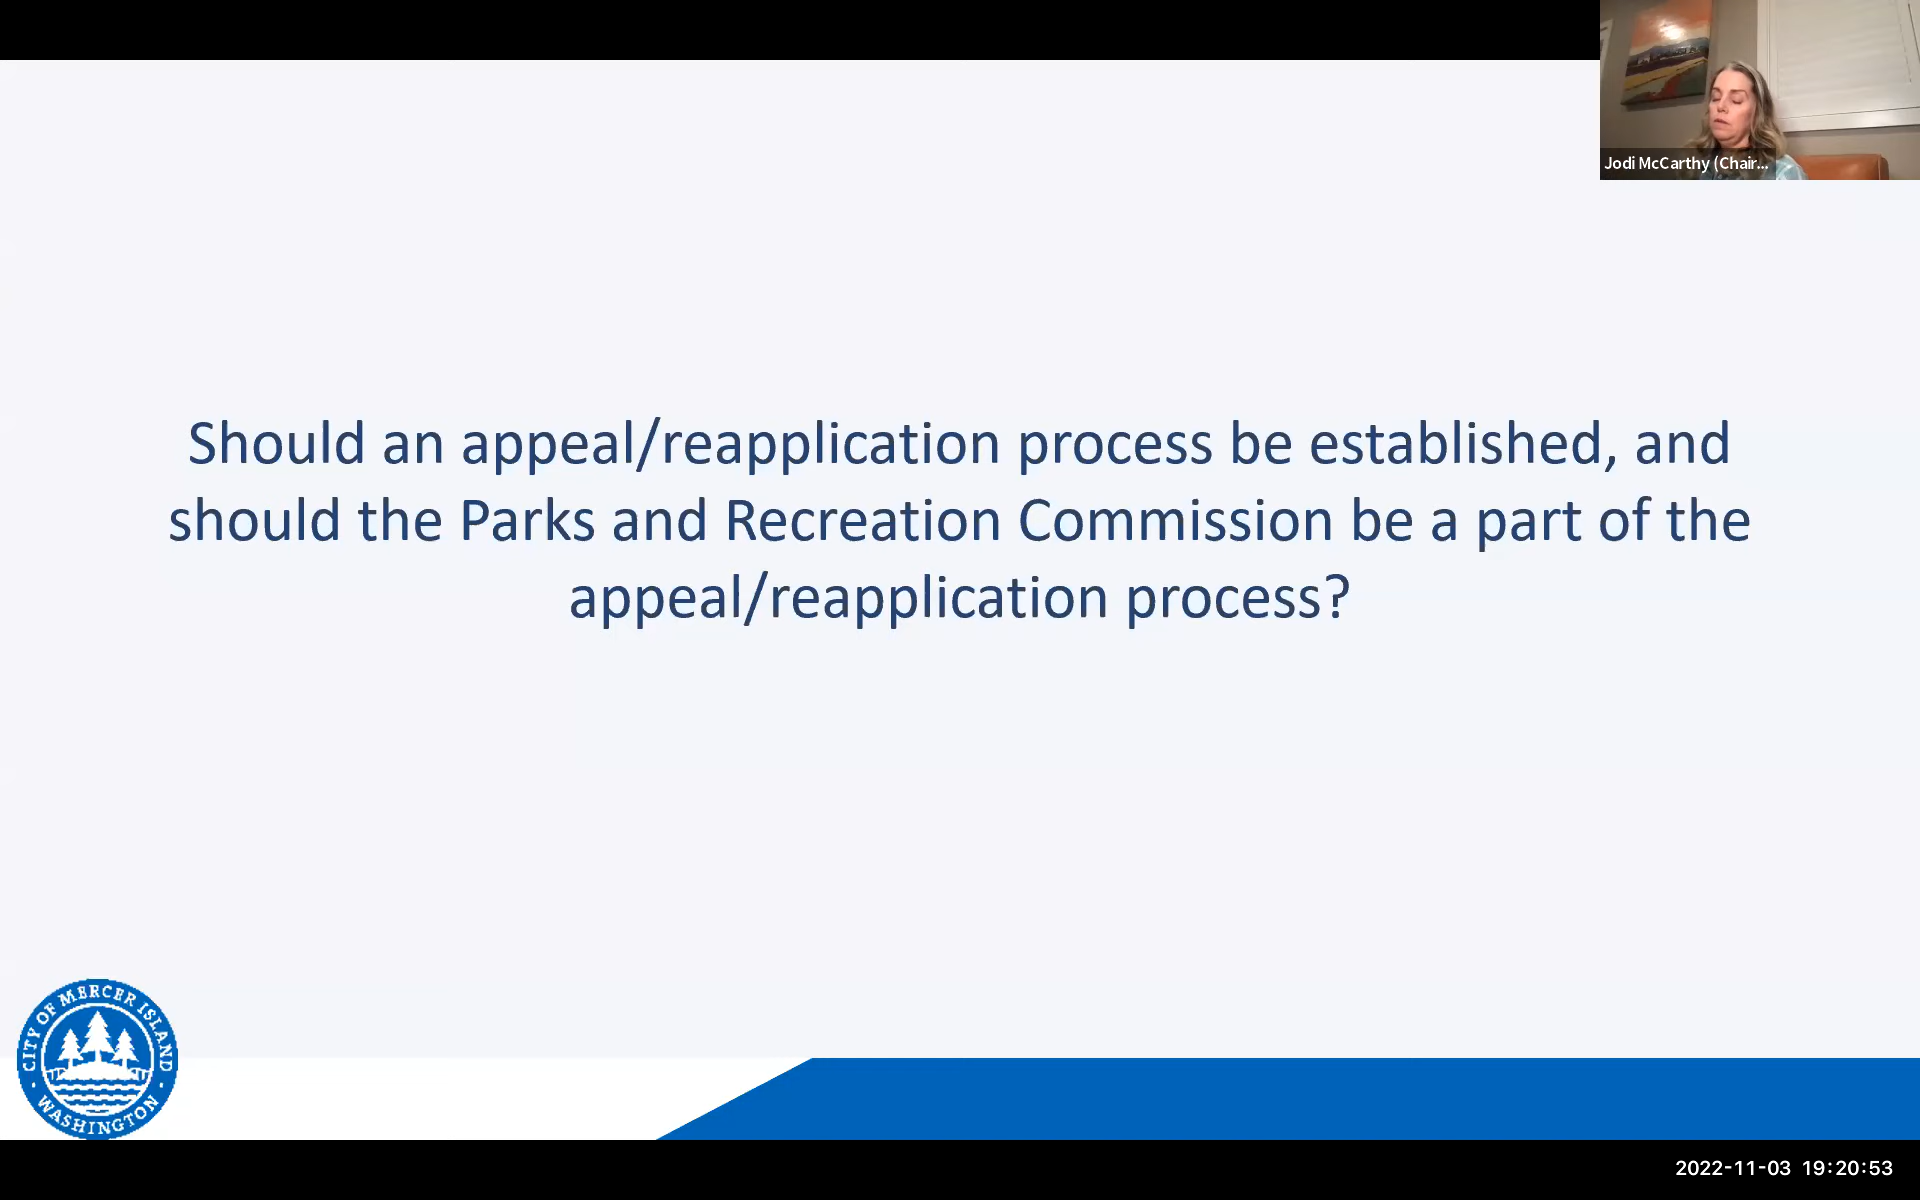 Jodi McCarthy (Chair...
Should an appeal/reapplication process be established, and
should the Parks and Recreation Commission be a part of the
appeal/reapplication process?
CITY OF MERCER ISLAND
WASHINGTON
2022-11-03 19:20:53